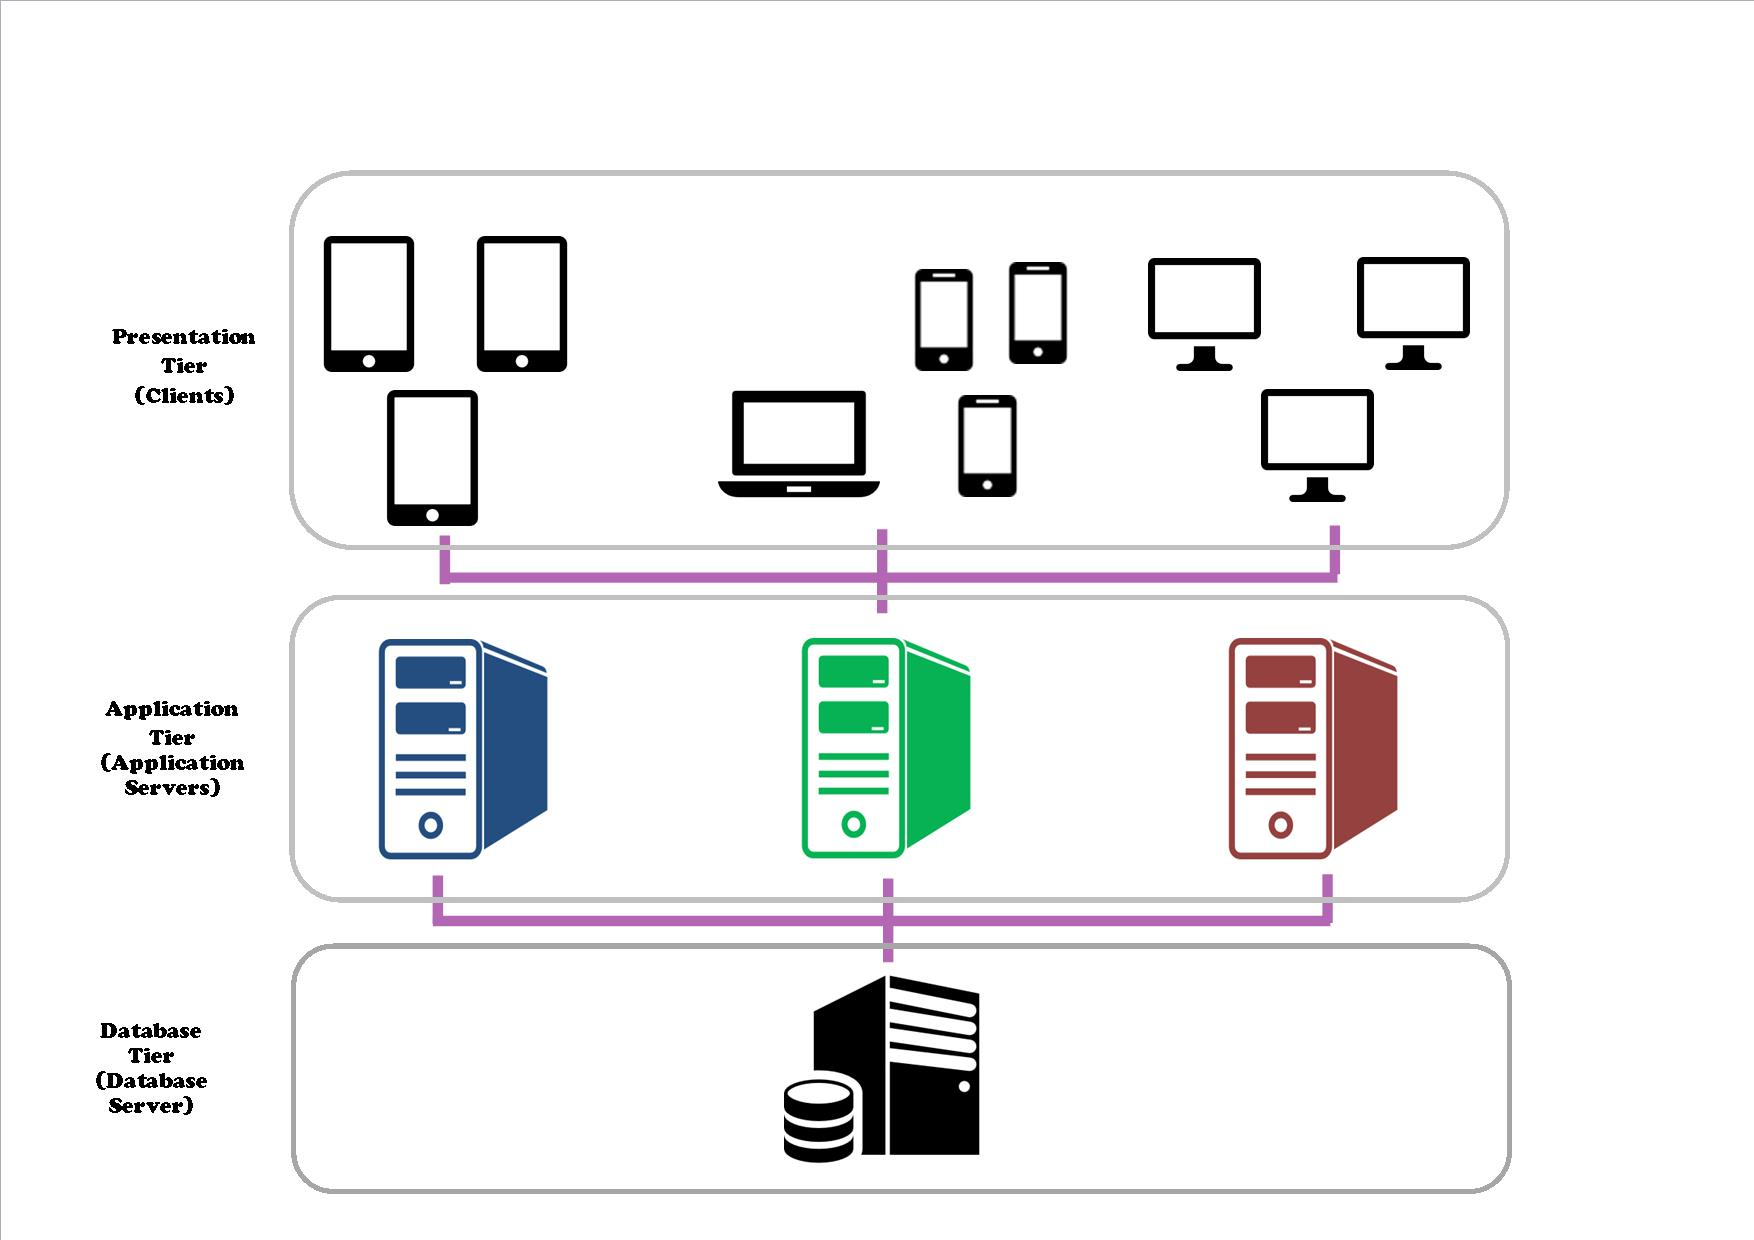 Presentation
Tier
(Clients)
Application
Tier
(Application
Servers)
Database
Tier
(Database
Server)